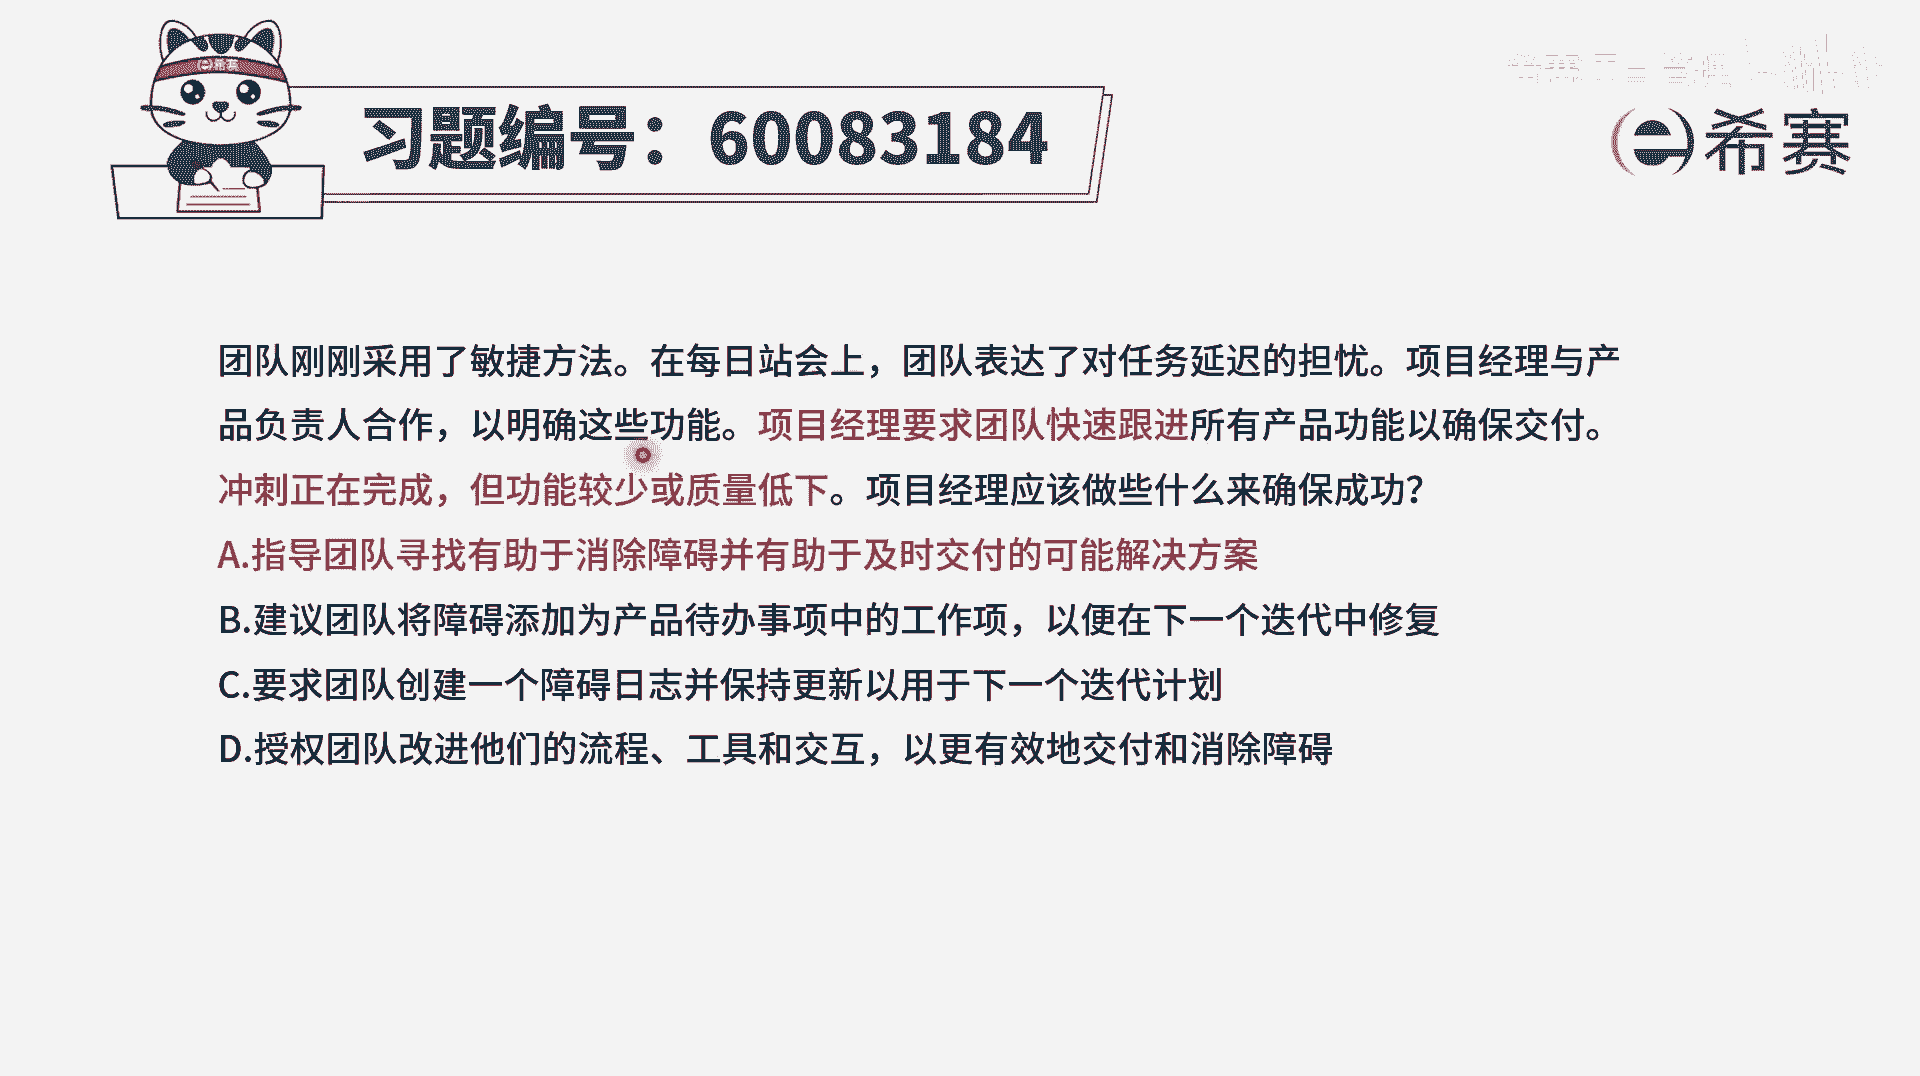 希赛
习题编号：60083184
希赛
团队刚刚采用了敏捷方法。在每日站会上，团队表达了对任务延迟的担忧。项目经理与产
品负责人合作，以明确这些功能。项目经理要求团队快速跟进所有产品功能以确保交付。
冲刺正在完成，但功能较少或质量低下。项目经理应该做些什么来确保成功？
A.指导团队寻找有助于消除障碍并有助于及时交付的可能解决方案
B.建议团队将障碍添加为产品待办事项中的工作项，以便在下一个迭代中修复
C.要求团队创建一个障碍日志并保持更新以用于下一个迭代计划
D.授权团队改进他们的流程、工具和交互，以更有效地交付和消除障碍